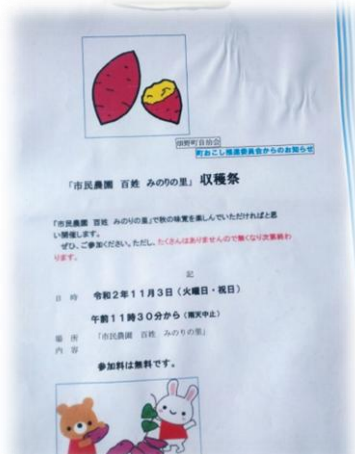 畑野町自治会
町おこし推進委員会からのお知らせ
「市民農園 百姓 みのりの里」 収穫祭
「市民農園 百姓 みのりの里」で秋の味覚を楽しんでいただければと思
い開催します。
ぜひ、ご参加ください。ただし、たくさんはありませんので無くなり次第終わ
ります。
記
日 時 令和2年11月3日（火曜日・祝日）
午前11時30分から（雨天中止）
場 所 「市民農園 百姓 みのりの里」
内 容
参加料は無料です。